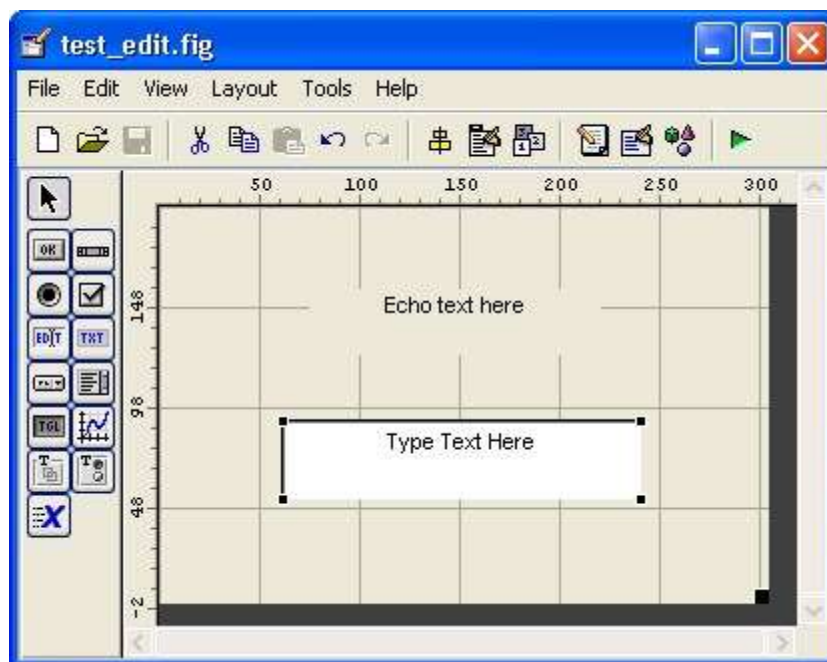 test_edit.fig
File Edit View Layout Tools Help
50 100 150 200 250 300
OK
EDIT TXT
TGL
T T
X
148
98
48
-2
Echo text here
Type Text Here